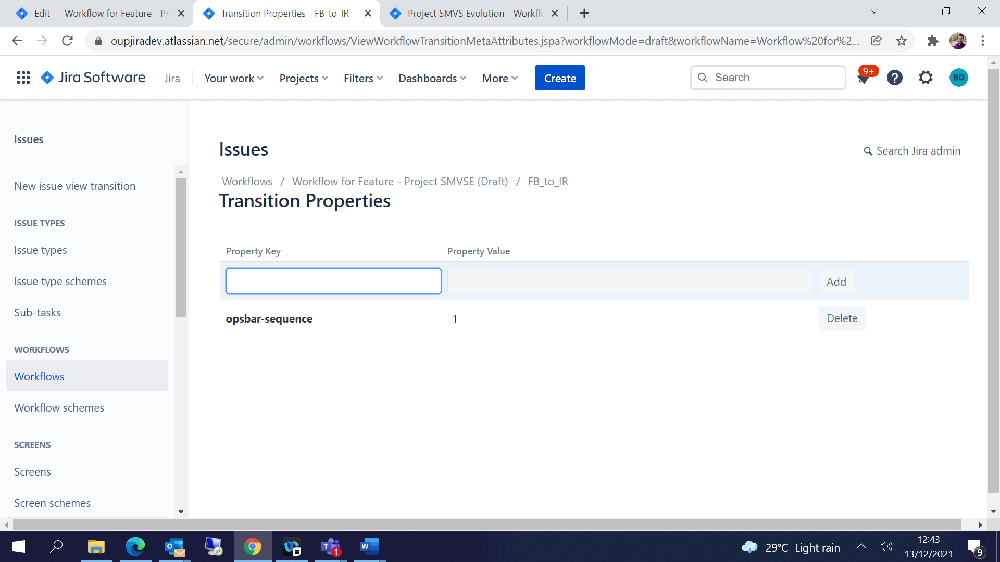 Edit — Workflow for Feature - Pr
Transition Properties - FB_to_IR -
Project SMVS Evolution - Workflo
oupjiradev.atlassian.net/secure/admin/workflows/ViewWorkflowTransitionMetaAttributes.jspa?workflowMode=draft&workflowName=Workflow%20for%2...
Jira Software
Jira
Your work
Projects
Filters
Dashboards
More
Create
Search
9+
BD
Issues
New issue view transition
ISSUE TYPES
Issue types
Issue type schemes
Sub-tasks
WORKFLOWS
Workflows
Workflow schemes
SCREENS
Screens
Screen schemes
Issues
Search Jira admin
Workflows / Workflow for Feature - Project SMVSE (Draft) / FB_to_IR
Transition Properties
Property Key Property Value
Add
opsbar-sequence 1 Delete
29°C Light rain
12:43
13/12/2021
9
1